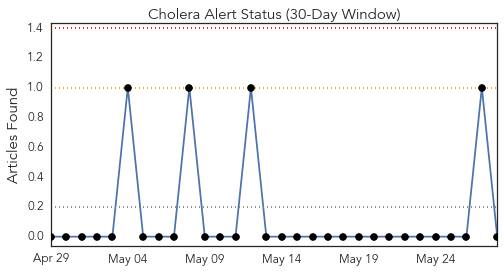 Cholera Alert Status (30-Day Window)
1.4
1.2
1.0
0.8
0.6
0.4
0.2
0.0
Articles Found
Apr 29
May 04
May 09
May 14
May 19
May 24